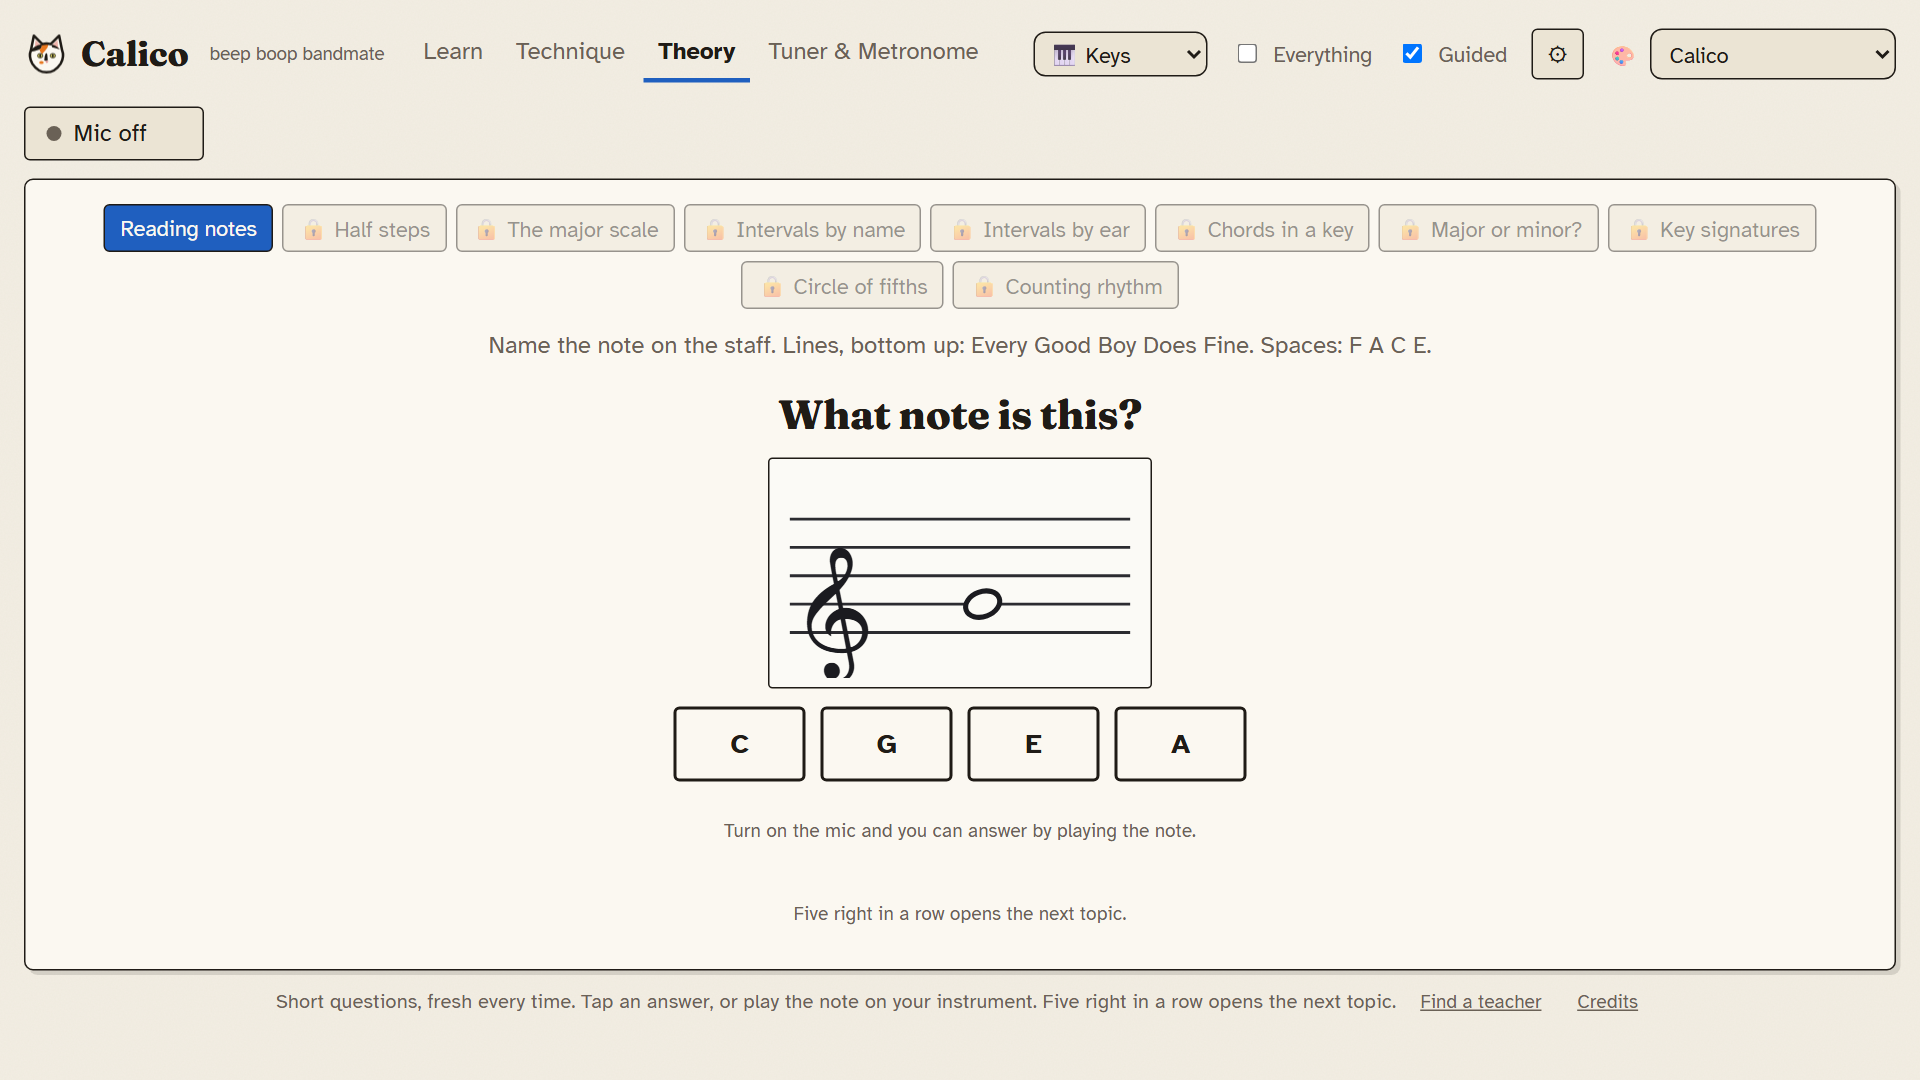 Calico beep boop bandmate Learn Technique Theory Tuner & Metronome Keys Everything Guided Calico
Mic off
Reading notes Half steps The major scale Intervals by name Intervals by ear Chords in a key Major or minor? Key signatures
Circle of fifths Counting rhythm
Name the note on the staff. Lines, bottom up: Every Good Boy Does Fine. Spaces: F A C E.
What note is this?
C G E A
Turn on the mic and you can answer by playing the note.
Five right in a row opens the next topic.
Short questions, fresh every time. Tap an answer, or play the note on your instrument. Five right in a row opens the next topic. Find a teacher Credits